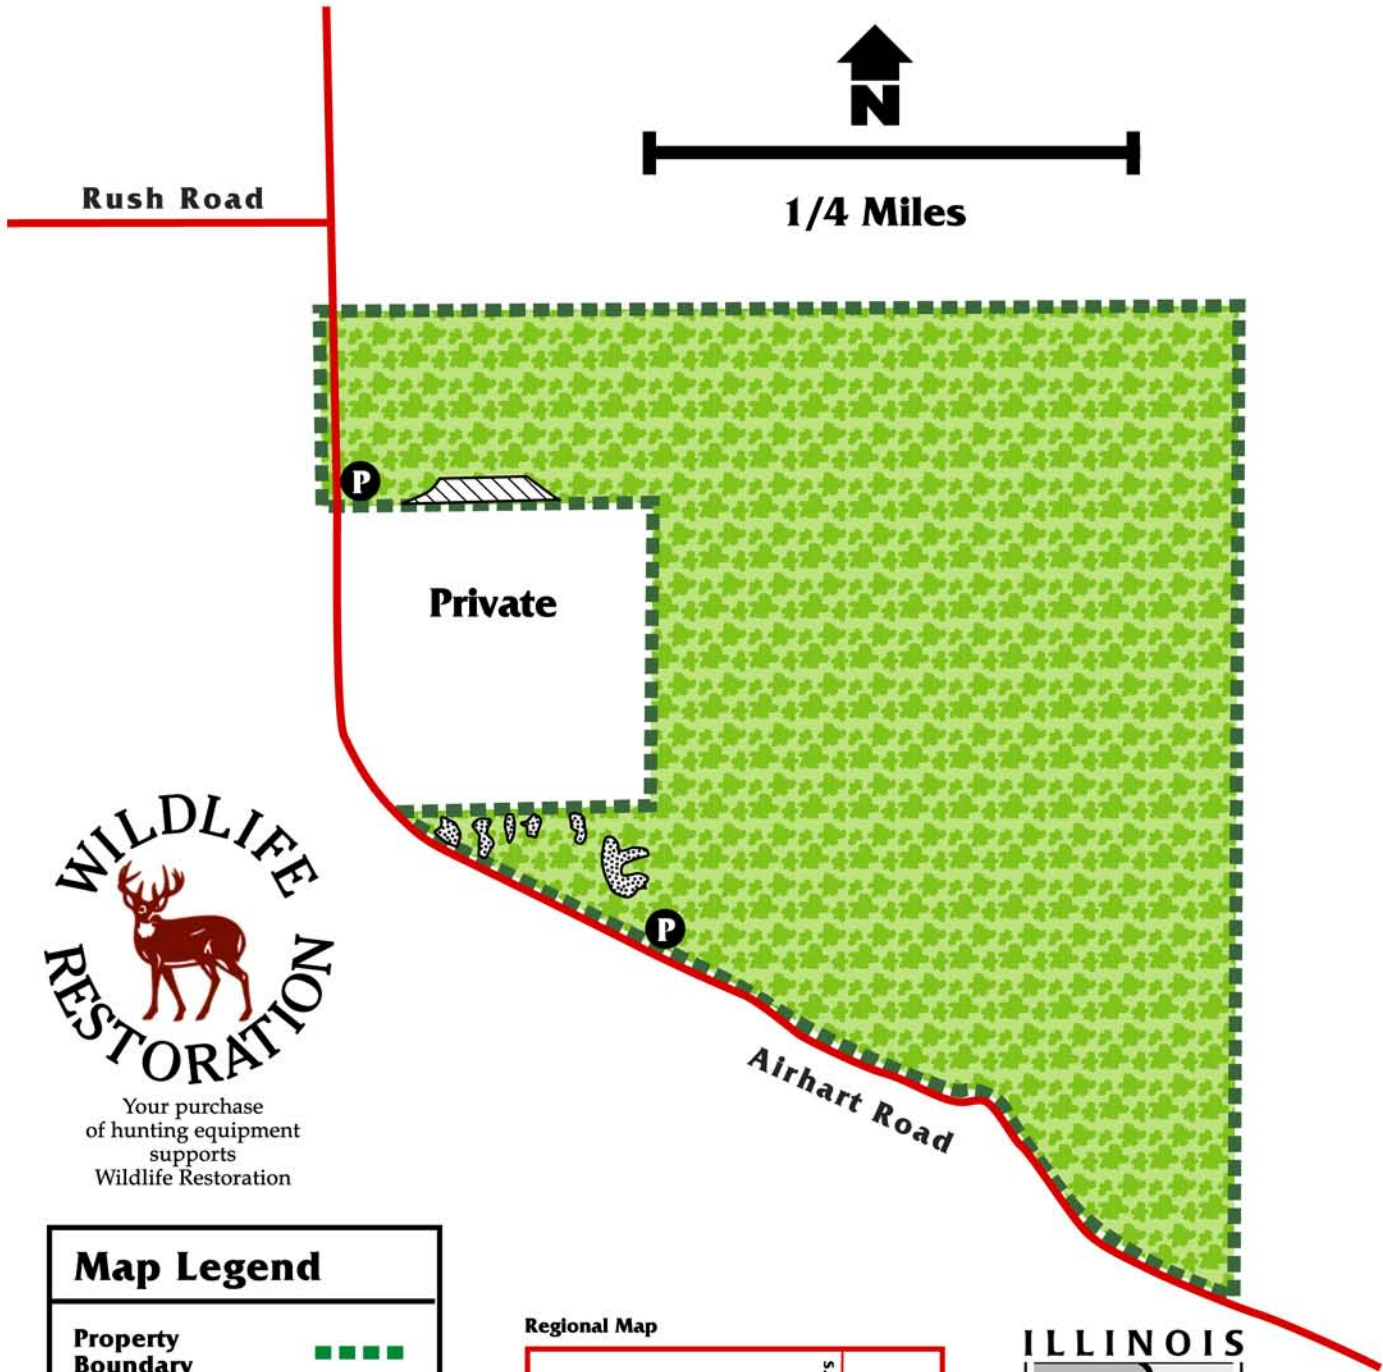 N
1/4 Miles
Rush Road
P
Private
P
Airhart Road
WILDLIFE
RESTORATION
Your purchase
of hunting equipment
supports
Wildlife Restoration
Map Legend
Property
Boundary
Regional Map
ILLINOIS